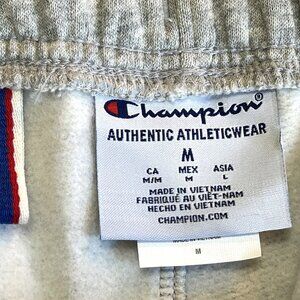 Champion
AUTHENTIC ATHLETICWEAR
M
CA MEX ASIA
M/M M L
MADE IN VIETNAM
FABRIQUÉ AU VIÊT-NAM
HECHO EN VIETNAM
CHAMPION.COM
M